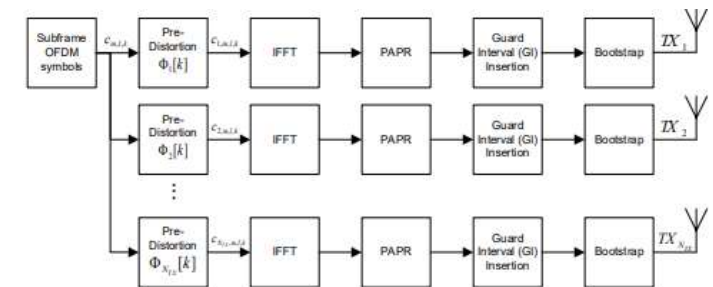 Subframe
OFDM
symbols
c_{m,l,k}
Pre-
Distortion
Φ_1[k]
c_{1,m,l,k}
IFFT
PAPR
Guard
Interval (GI)
Insertion
Bootstrap
TX_1
Pre-
Distortion
Φ_2[k]
c_{2,m,l,k}
IFFT
PAPR
Guard
Interval (GI)
Insertion
Bootstrap
TX_2
⋮
Pre-
Distortion
Φ_{N_{tx}}[k]
c_{N_{tx},m,l,k}
IFFT
PAPR
Guard
Interval (GI)
Insertion
Bootstrap
TX_{N_{tx}}